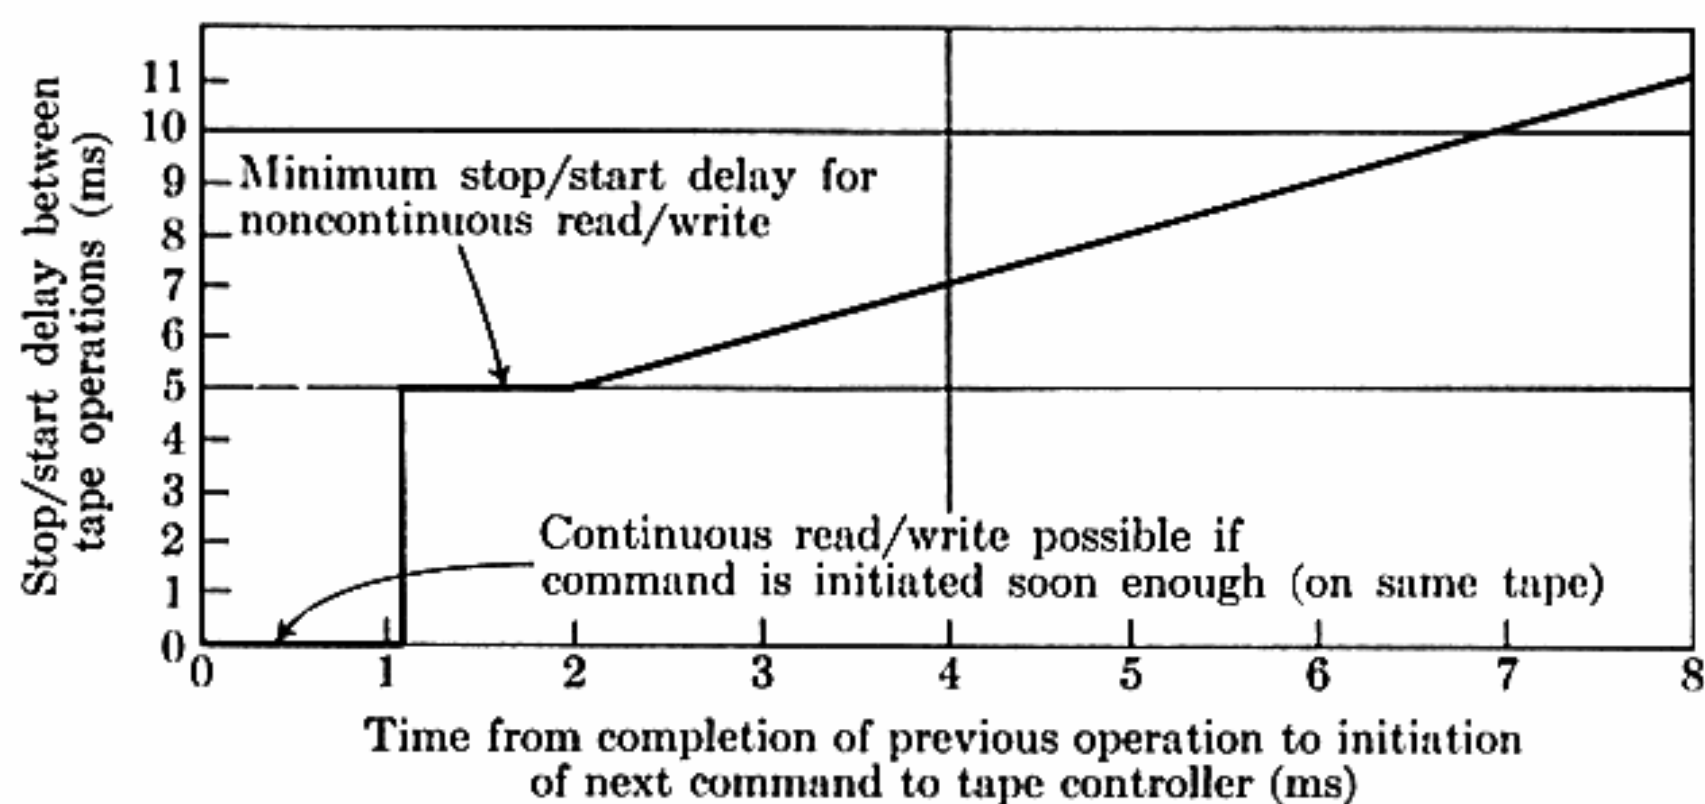 Stop/start delay between
tape operations (ms)
11
10
9
8
7
6
5
4
3
2
1
0
Minimum stop/start delay for
noncontinuous read/write
Continuous read/write possible if
command is initiated soon enough (on same tape)
0 1 2 3 4 5 6 7 8
Time from completion of previous operation to initiation
of next command to tape controller (ms)